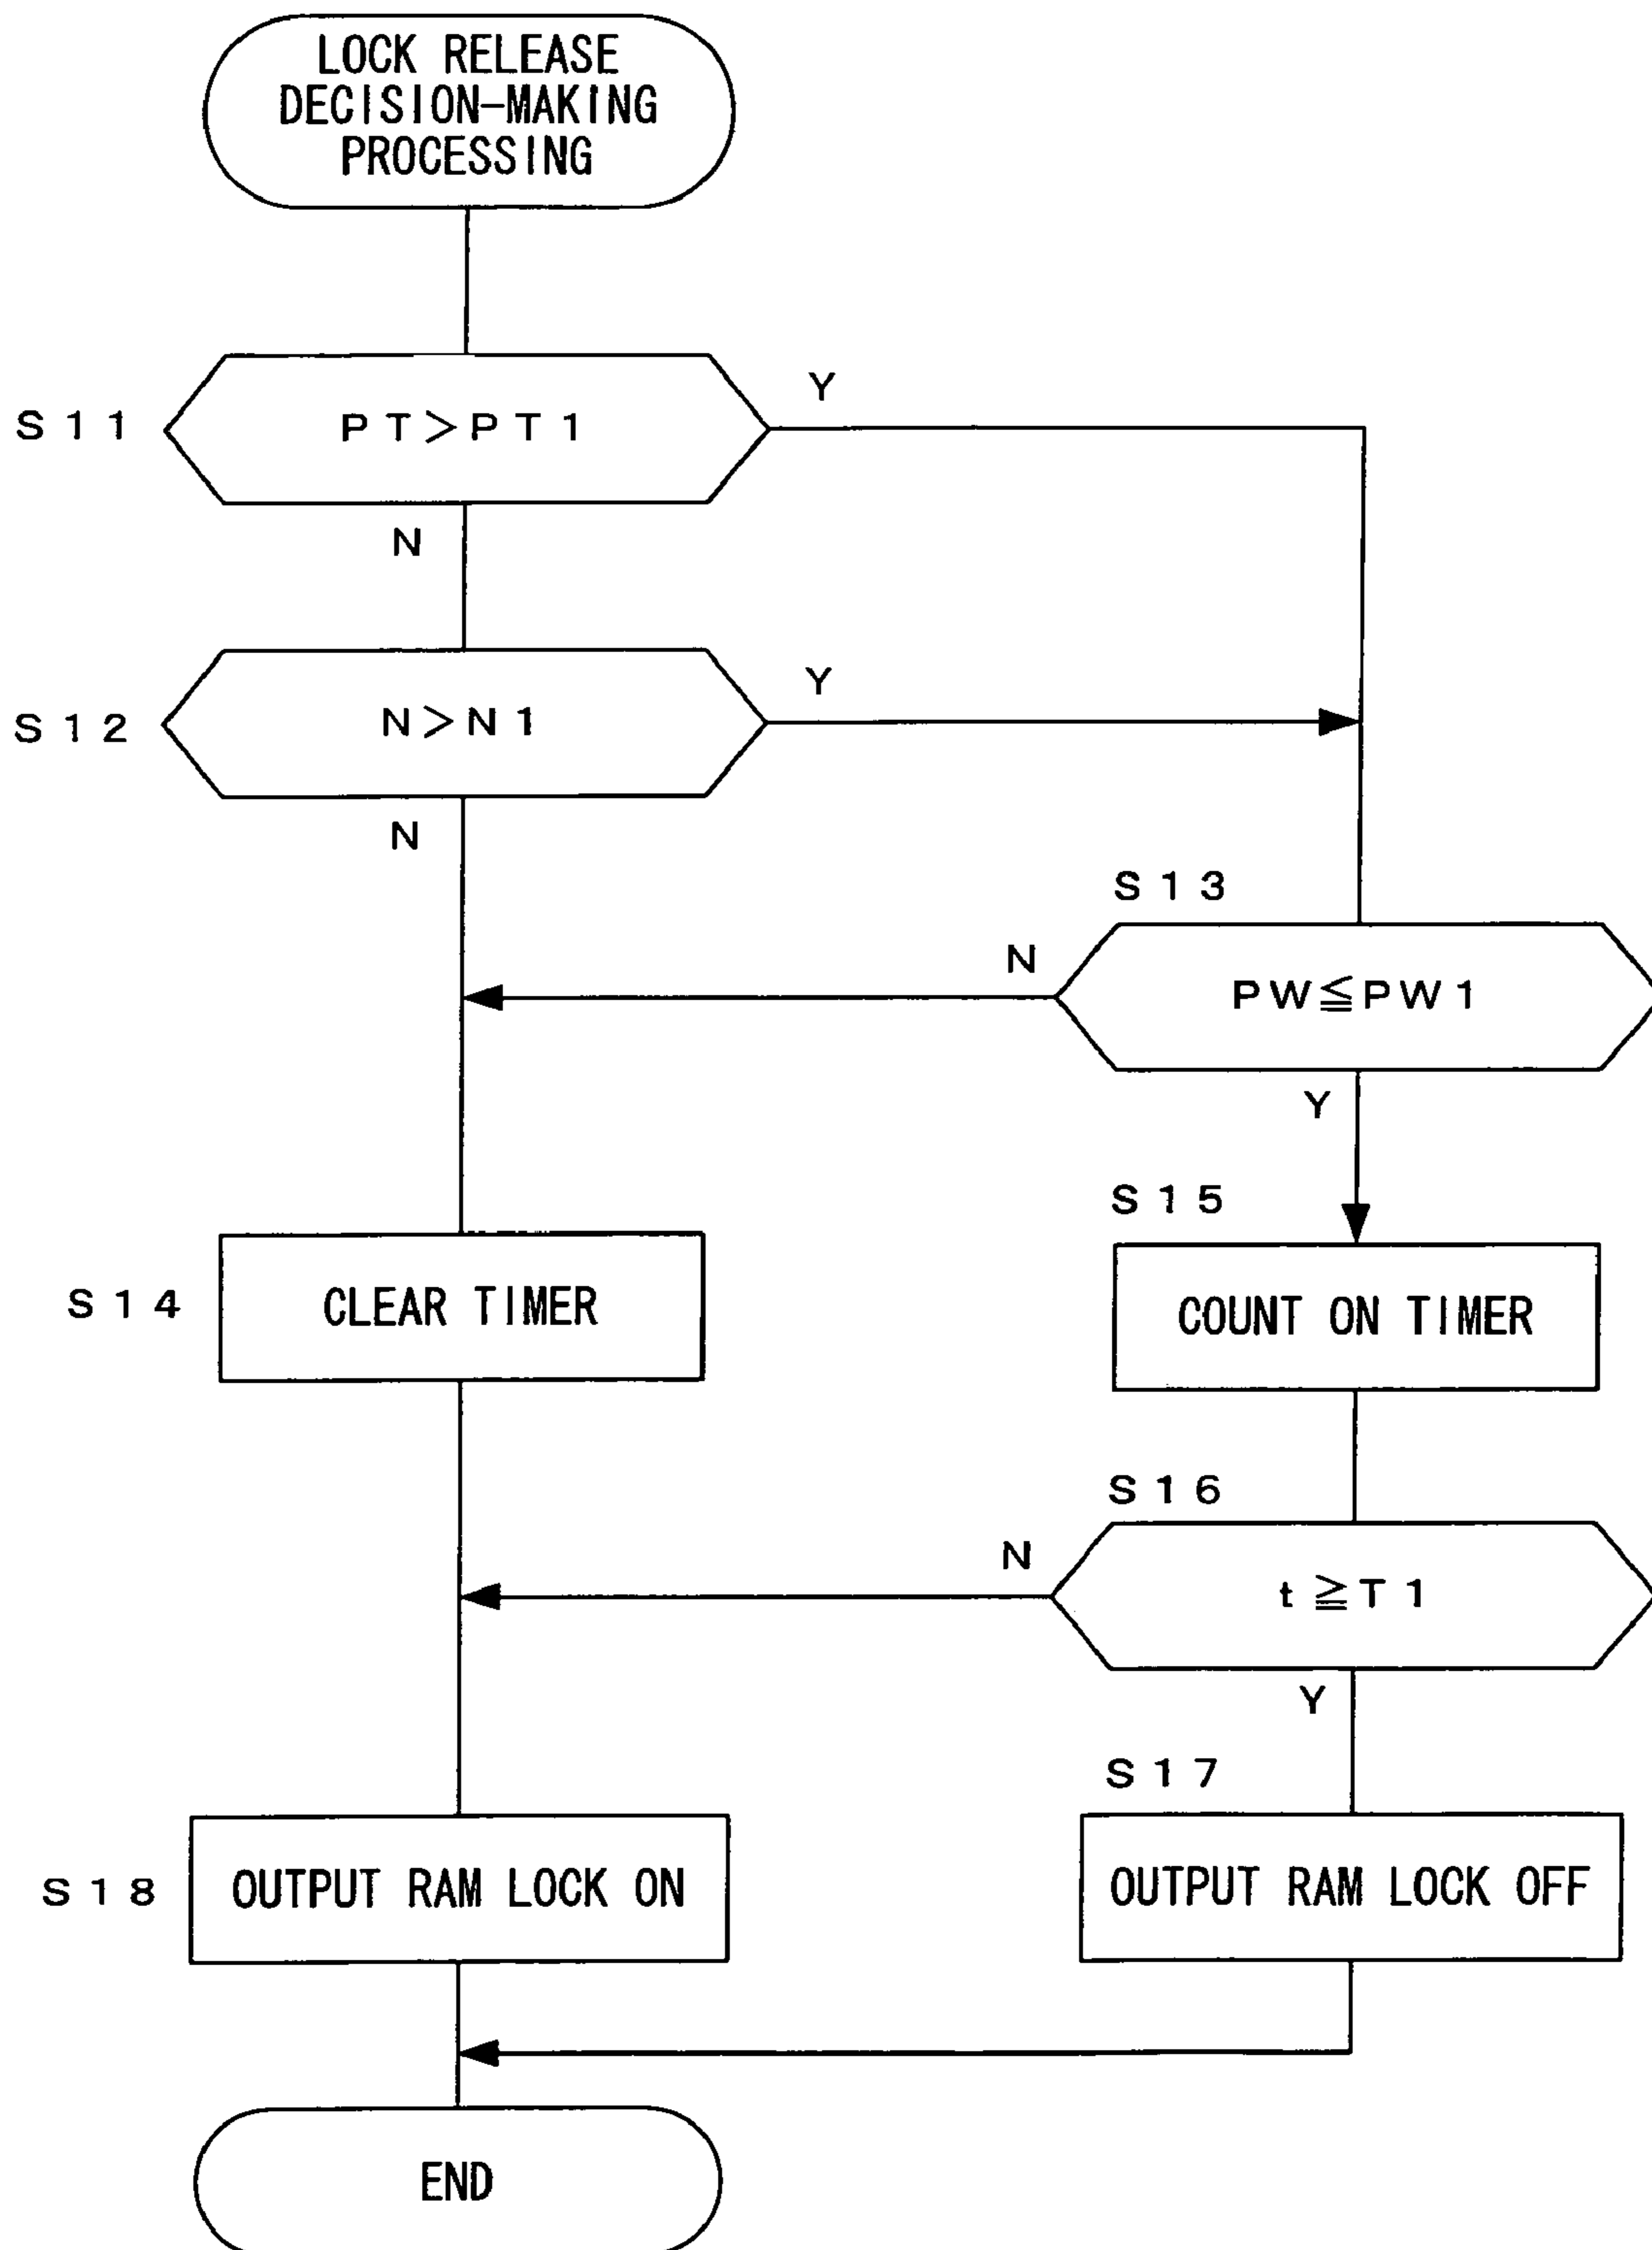 LOCK RELEASE
DECISION-MAKING
PROCESSING
S11
PT>PT1
Y
N
S12
N>N1
Y
N
S13
PW≦PW1
N
Y
S14
CLEAR TIMER
S15
COUNT ON TIMER
S16
t≧T1
N
Y
S17
OUTPUT RAM LOCK OFF
S18
OUTPUT RAM LOCK ON
END